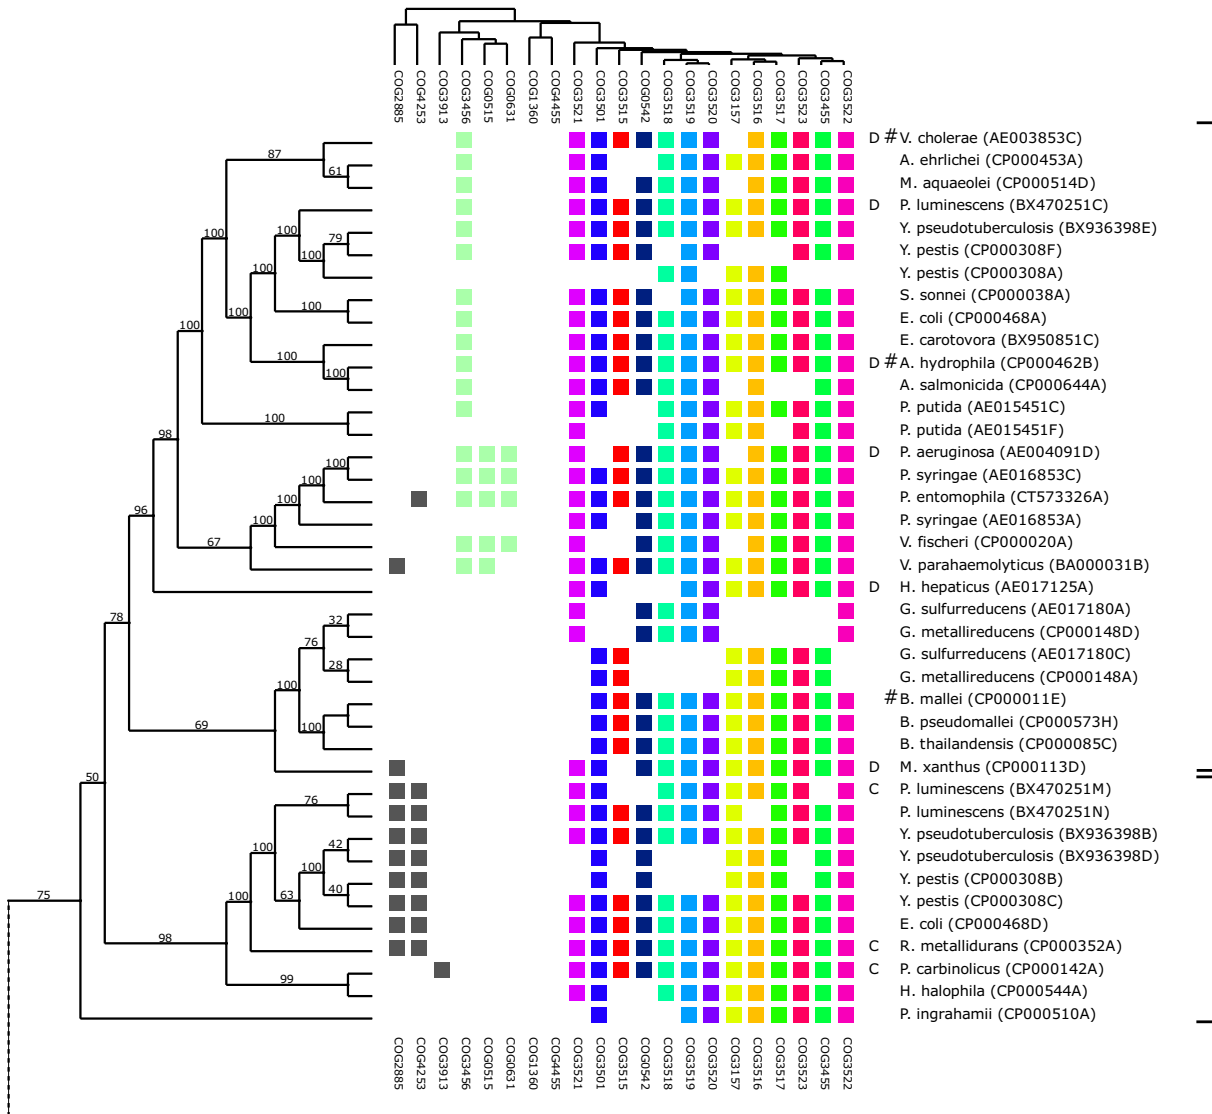 COG2885 COG4253 COG3913 COG3456 COG0515 COG0631 COG1360 COG4455 COG3521 COG3501 COG3515 COG0542 COG3518 COG3519 COG3520 COG3157 COG3516 COG3517 COG3523 COG3455 COG3522
D # V. cholerae (AE003853C)
87
A. ehrlichei (CP000453A)
61
M. aquaeolei (CP000514D)
D P. luminescens (BX470251C)
100 100 79
Y. pseudotuberculosis (BX936398E)
100
Y. pestis (CP000308F)
100
Y. pestis (CP000308A)
S. sonnei (CP000038A)
100
100
E. coli (CP000468A)
100
E. carotovora (BX950851C)
100
D # A. hydrophila (CP000462B)
100
A. salmonicida (CP000644A)
P. putida (AE015451C)
100
P. putida (AE015451F)
98
D P. aeruginosa (AE004091D)
100
P. syringae (AE016853C)
100
P. entomophila (CT573326A)
100
96
P. syringae (AE016853A)
100
V. fischeri (CP000020A)
67
V. parahaemolyticus (BA000031B)
D H. hepaticus (AE017125A)
G. sulfurreducens (AE017180A)
78 32
G. metallireducens (CP000148D)
76
G. sulfurreducens (AE017180C)
28
G. metallireducens (CP000148A)
100
# B. mallei (CP000011E)
B. pseudomallei (CP000573H)
69 100
B. thailandensis (CP000085C)
D M. xanthus (CP000113D)
50
C P. luminescens (BX470251M)
76
P. luminescens (BX470251N)
Y. pseudotuberculosis (BX936398B)
42
100
Y. pseudotuberculosis (BX936398D)
100
Y. pestis (CP000308B)
40
75 100 63
Y. pestis (CP000308C)
E. coli (CP000468D)
98
C R. metallidurans (CP000352A)
C P. carbinolicus (CP000142A)
99
H. halophila (CP000544A)
P. ingrahamii (CP000510A)
COG2885 COG4253 COG3913 COG3456 COG0515 COG0631 COG1360 COG4455 COG3521 COG3501 COG3515 COG0542 COG3518 COG3519 COG3520 COG3157 COG3516 COG3517 COG3523 COG3455 COG3522